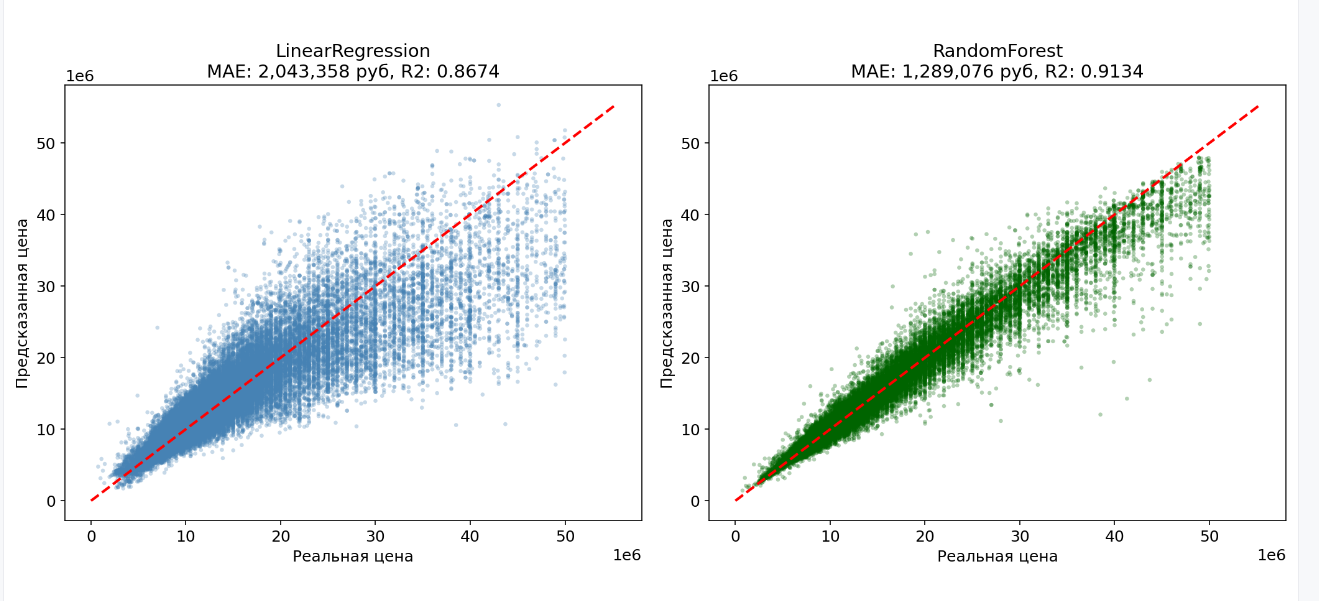 LinearRegression
MAE: 2,043,358 руб, R2: 0.8674
1e6
50
40
30
20
10
0
Предсказанная цена
0 10 20 30 40 50
Реальная цена
1e6
RandomForest
MAE: 1,289,076 руб, R2: 0.9134
1e6
50
40
30
20
10
0
Предсказанная цена
0 10 20 30 40 50
Реальная цена
1e6